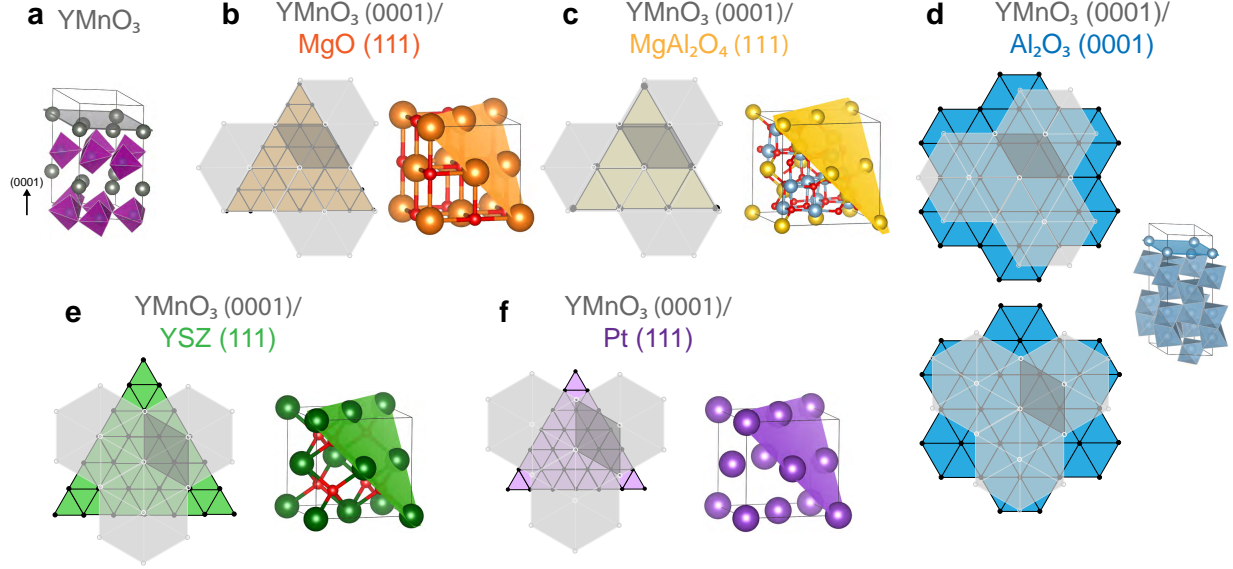 a YMnO₃
(0001)
b YMnO₃ (0001)/
MgO (111)
c YMnO₃ (0001)/
MgAl₂O₄ (111)
d YMnO₃ (0001)/
Al₂O₃ (0001)
e YMnO₃ (0001)/
YSZ (111)
f YMnO₃ (0001)/
Pt (111)